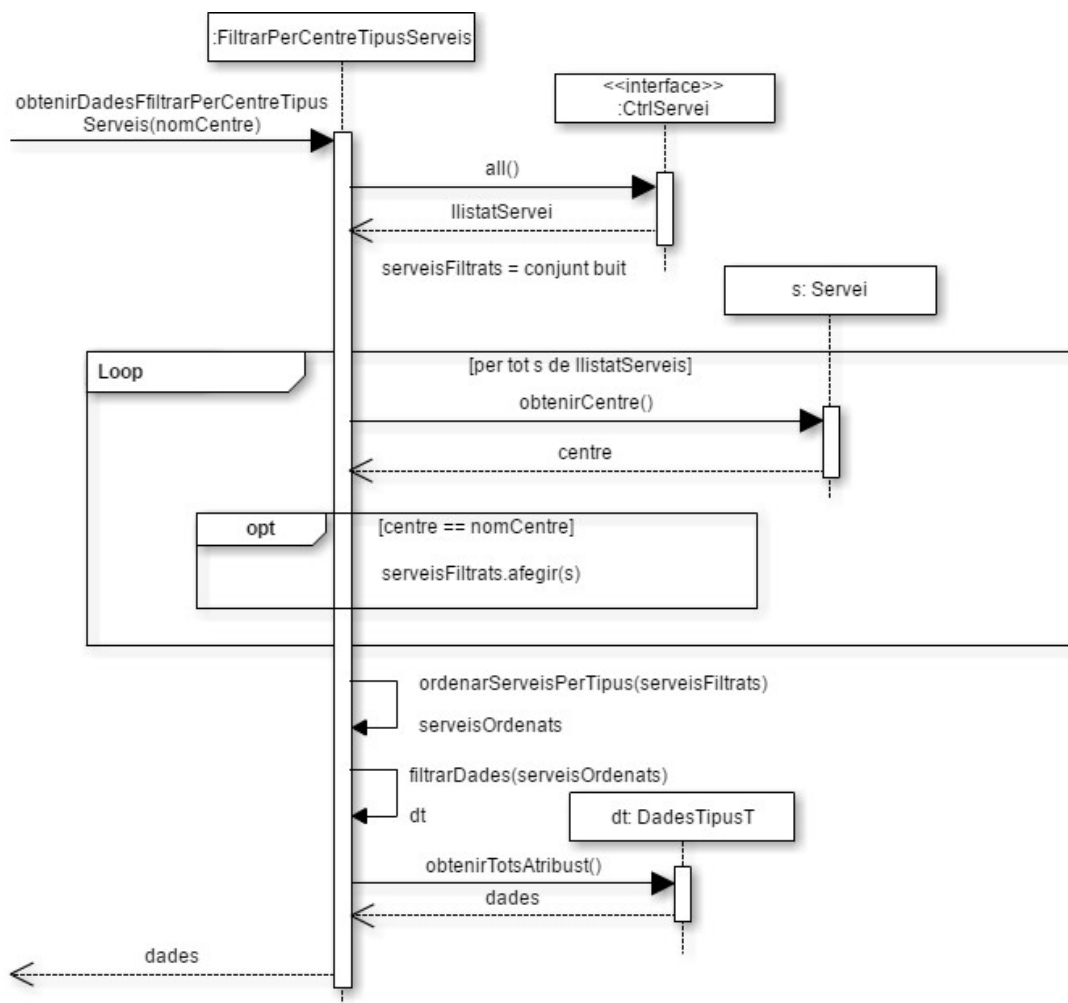 :FiltrarPerCentreTipusServeis
<<interface>>
:CtrlServei
obtenirDadesFfiltrarPerCentreTipus
Serveis(nomCentre)
all()
llistatServei
serveisFiltrats = conjunt buit
s: Servei
Loop
[per tot s de llistatServeis]
obtenirCentre()
centre
opt
[centre == nomCentre]
serveisFiltrats.afegir(s)
ordenarServeisPerTipus(serveisFiltrats)
serveisOrdenats
filtrarDades(serveisOrdenats)
dt
dt: DadesTipusT
obtenirTotsAtribust()
dades
dades